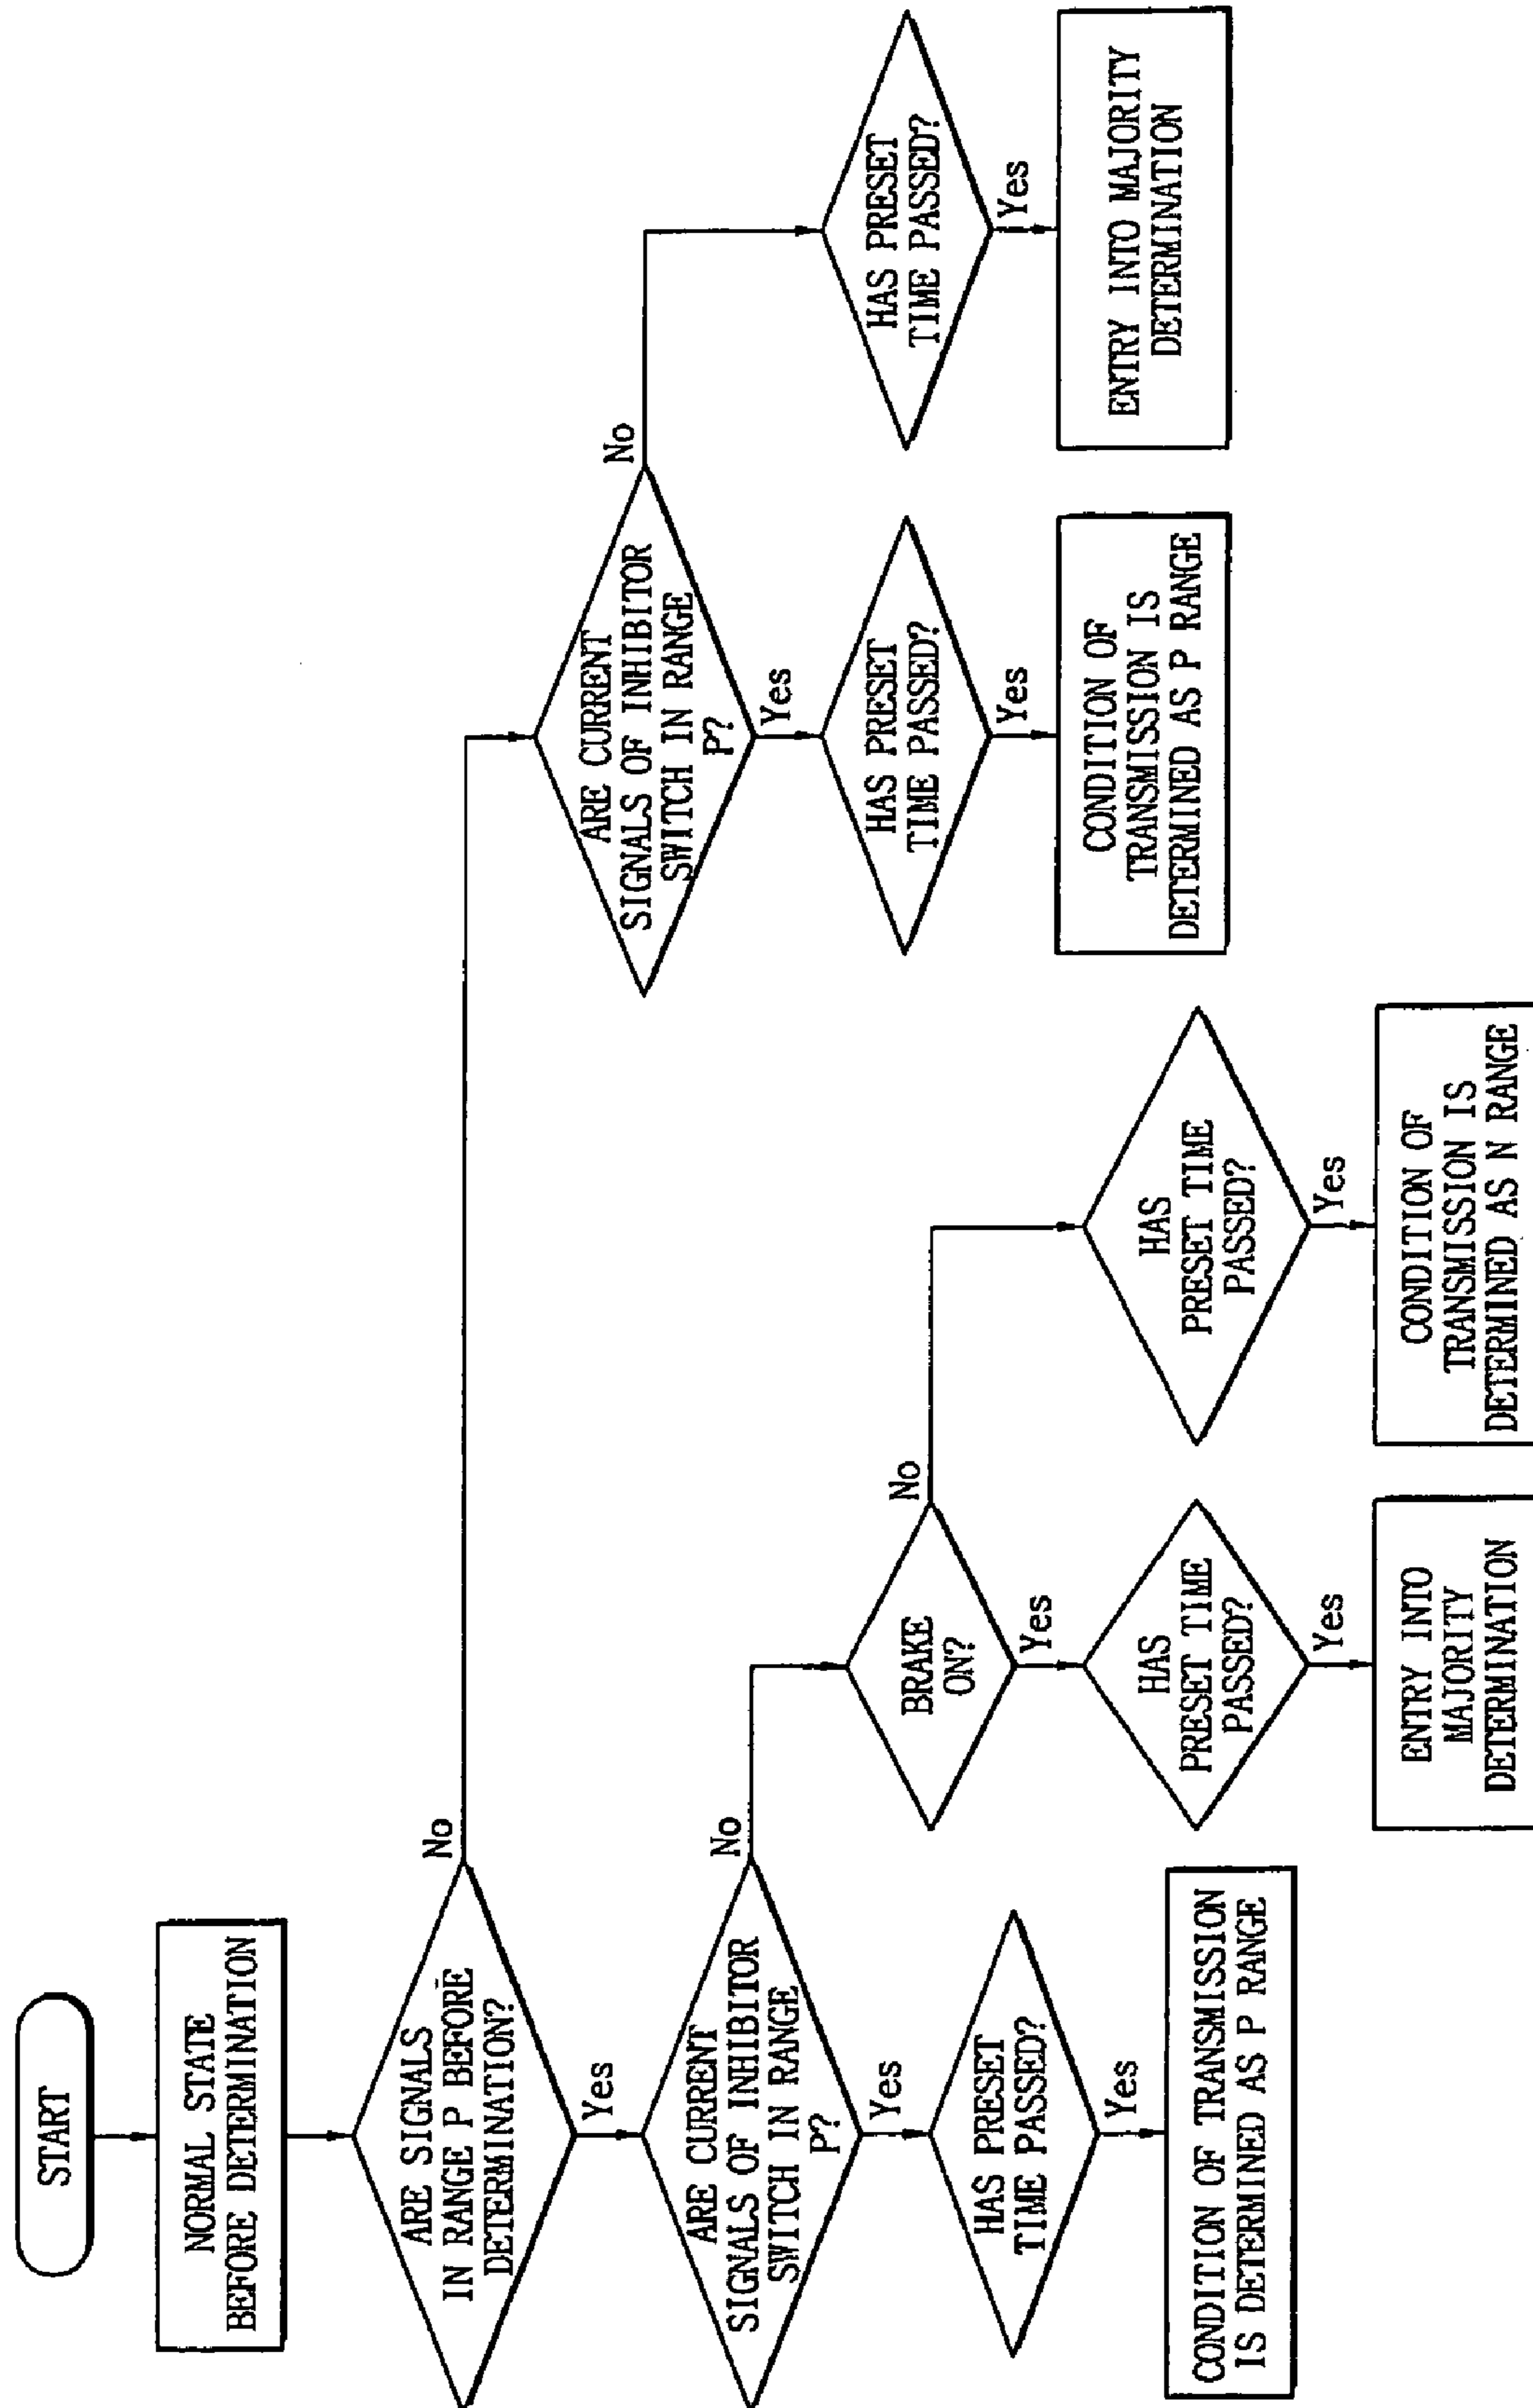 START
NORMAL STATE
BEFORE DETERMINATION
ARE SIGNALS
IN RANGE P BEFORE
DETERMINATION?
No
Yes
ARE CURRENT
SIGNALS OF INHIBITOR
SWITCH IN RANGE
P?
No
Yes
HAS PRESET
TIME PASSED?
Yes
CONDITION OF TRANSMISSION
IS DETERMINED AS P RANGE
BRAKE
ON?
No
Yes
HAS
PRESET TIME
PASSED?
Yes
ENTRY INTO
MAJORITY
DETERMINATION
HAS
PRESET TIME
PASSED?
Yes
CONDITION OF
TRANSMISSION IS
DETERMINED AS N RANGE
ARE CURRENT
SIGNALS OF INHIBITOR
SWITCH IN RANGE
P?
No
Yes
HAS PRESET
TIME PASSED?
Yes
CONDITION OF
TRANSMISSION IS
DETERMINED AS P RANGE
HAS PRESET
TIME PASSED?
Yes
ENTRY INTO MAJORITY
DETERMINATION